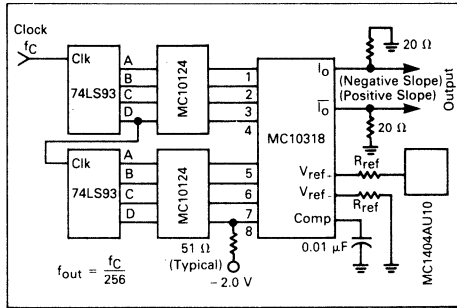 Clock
fC
Clk
A
B
C
D
74LS93
MC10124
1
2
3
4
MC10318
Io
20 Ω
(Negative Slope)
(Positive Slope)
Output
Io
20 Ω
Clk
A
B
C
D
74LS93
MC10124
5
6
7
8
Vref+
Rref
Vref-
Rref
Comp
0.01 μF
MC1404AU10
51 Ω
(Typical)
-2.0 V
fout = fC
256